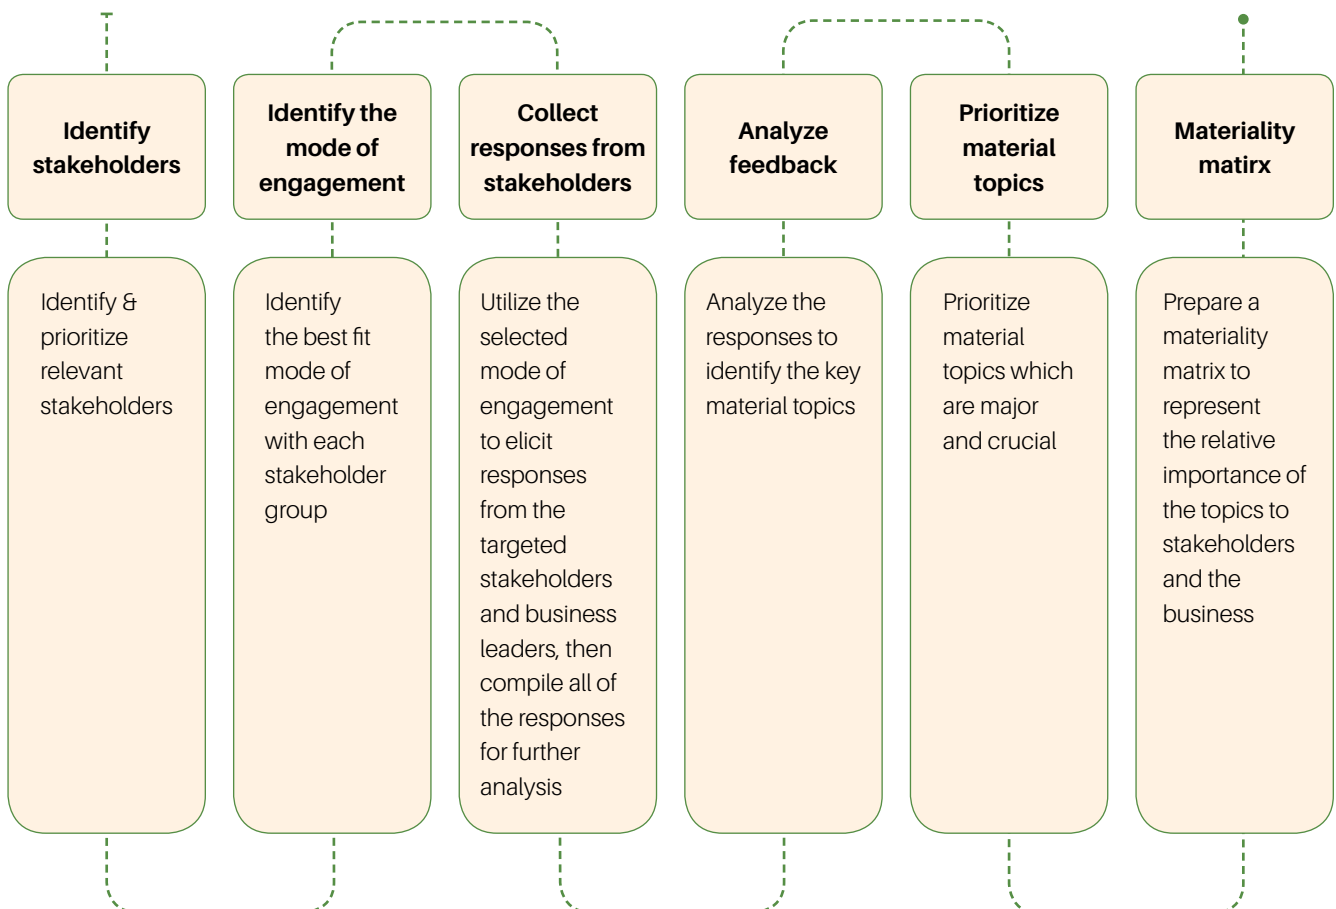 Identify
stakeholders
Identify the
mode of
engagement
Collect
responses from
stakeholders
Analyze
feedback
Prioritize
material
topics
Materiality
matirx
Identify &
prioritize
relevant
stakeholders
Identify
the best fit
mode of
engagement
with each
stakeholder
group
Utilize the
selected
mode of
engagement
to elicit
responses
from the
targeted
stakeholders
and business
leaders, then
compile all of
the responses
for further
analysis
Analyze the
responses to
identify the key
material topics
Prioritize
material
topics which
are major
and crucial
Prepare a
materiality
matrix to
represent
the relative
importance of
the topics to
stakeholders
and the
business